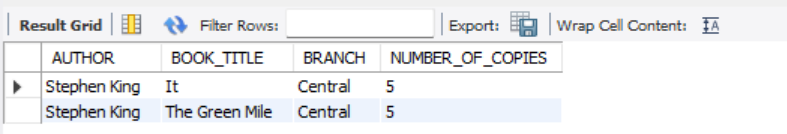 Result Grid Filter Rows: Export: Wrap Cell Content: IA
AUTHOR BOOK_TITLE BRANCH NUMBER_OF_COPIES
Stephen King It Central 5
Stephen King The Green Mile Central 5